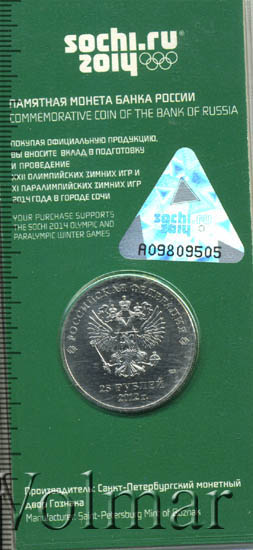 sochi.ru
2014
ПАМЯТНАЯ МОНЕТА БАНКА РОССИИ
COMMEMORATIVE COIN OF THE BANK OF RUSSIA
ПОКУПАЯ ОФИЦИАЛЬНУЮ ПРОДУКЦИЮ,
ВЫ ВНОСИТЕ ВКЛАД В ПОДГОТОВКУ
И ПРОВЕДЕНИЕ
XXII ОЛИМПИЙСКИХ ЗИМНИХ ИГР И
XI ПАРАЛИМПИЙСКИХ ЗИМНИХ ИГР
2014 ГОДА В ГОРОДЕ СОЧИ
YOUR PURCHASE SUPPORTS
THE SOCHI 2014 OLYMPIC AND
PARALYMPIC WINTER GAMES
sochi
2014
A09809505
РОССИЙСКАЯ ФЕДЕРАЦИЯ
25 РУБЛЕЙ
2012 г.
Производитель: Санкт-Петербургский монетный
двор Гознака
Manufacturer: Saint-Petersburg Mint of Goznak
Volmar